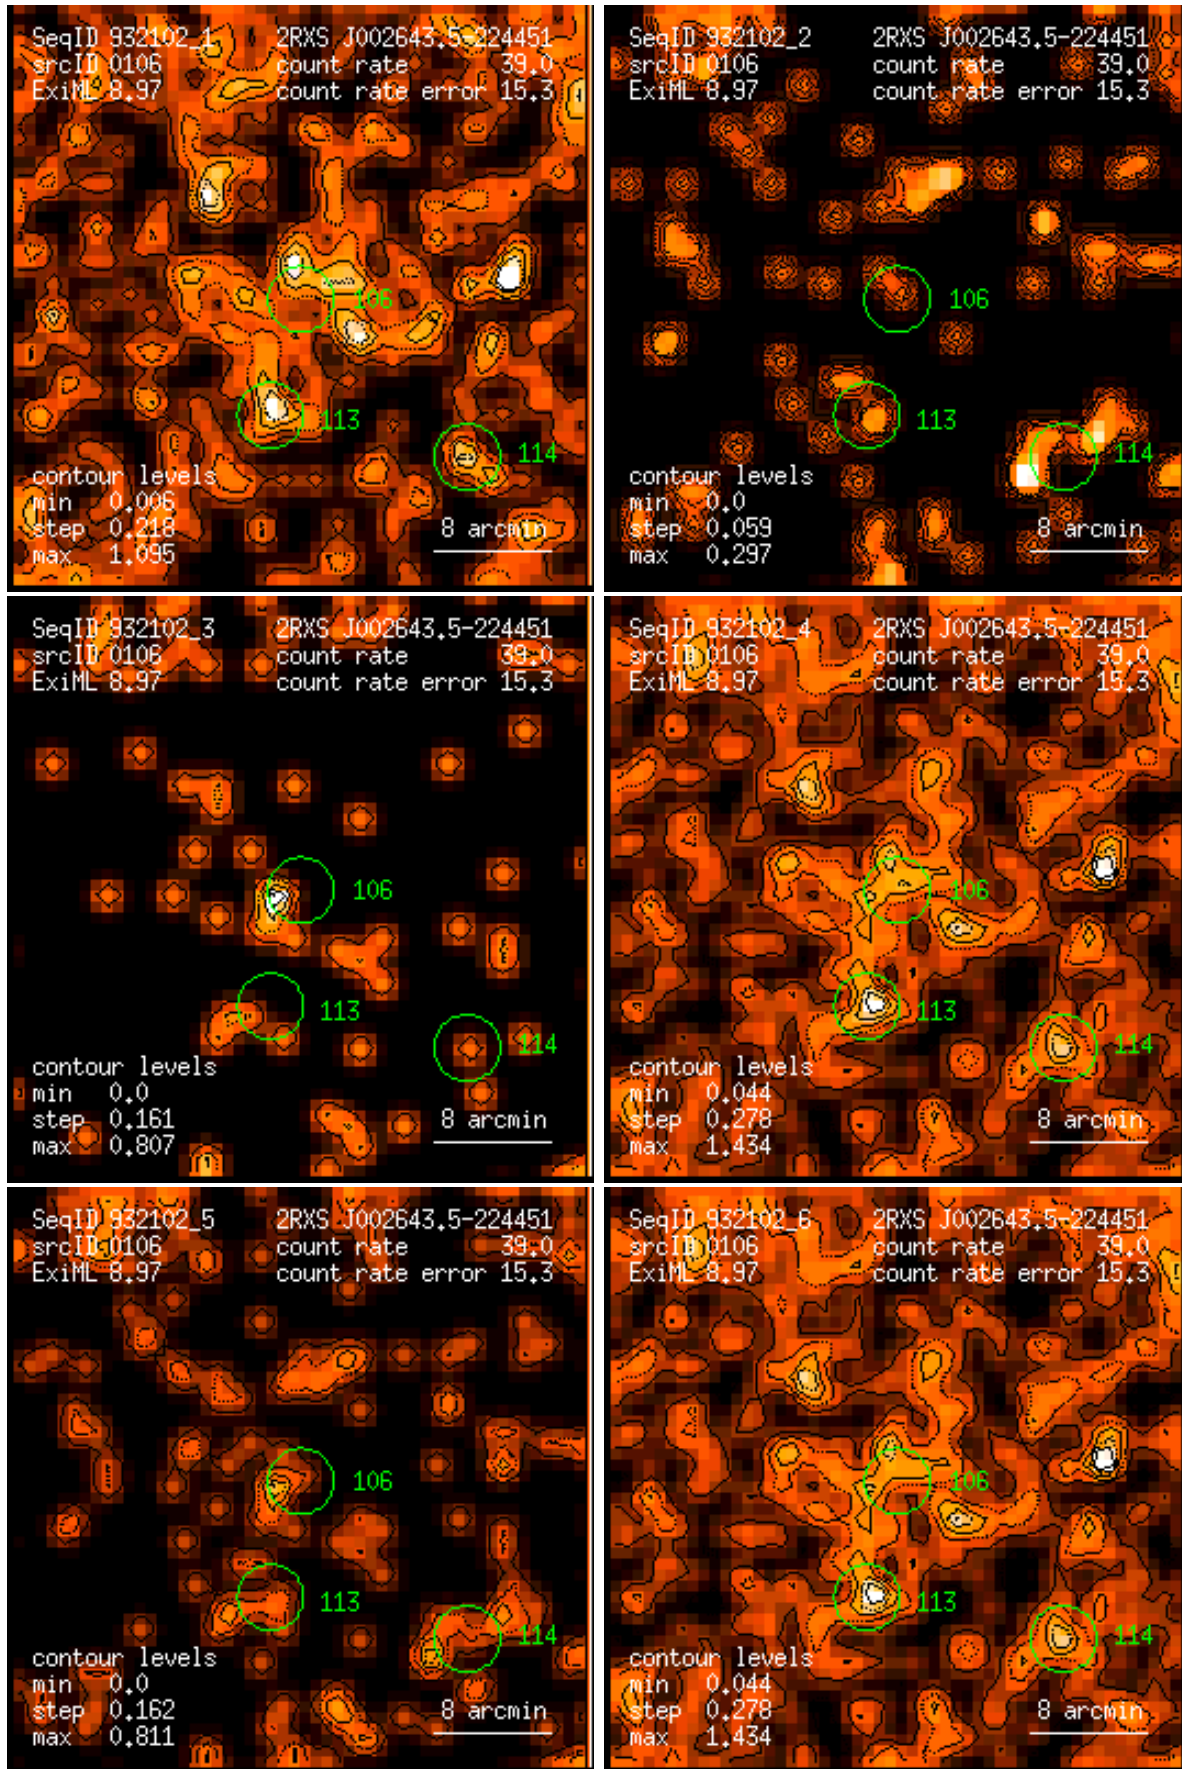 SeqID 932102_1 2RXS J002643.5-224451
srcID 0106 count rate 39.0
ExiML 8.97 count rate error 15.3
106
113
114
contour levels
min 0.006
step 0.218 8 arcmin
max 1.095
SeqID 932102_2 2RXS J002643.5-224451
srcID 0106 count rate 39.0
ExiML 8.97 count rate error 15.3
106
113
114
contour levels
min 0.0
step 0.059 8 arcmin
max 0.297
SeqID 932102_3 2RXS J002643.5-224451
srcID 0106 count rate 39.0
ExiML 8.97 count rate error 15.3
106
113
114
contour levels
min 0.0
step 0.161 8 arcmin
max 0.807
SeqID 932102_4 2RXS J002643.5-224451
srcID 0106 count rate 39.0
ExiML 8.97 count rate error 15.3
106
113
114
contour levels
min 0.044
step 0.278 8 arcmin
max 1.434
SeqID 932102_5 2RXS J002643.5-224451
srcID 0106 count rate 39.0
ExiML 8.97 count rate error 15.3
106
113
114
contour levels
min 0.0
step 0.162 8 arcmin
max 0.811
SeqID 932102_6 2RXS J002643.5-224451
srcID 0106 count rate 39.0
ExiML 8.97 count rate error 15.3
106
113
114
contour levels
min 0.044
step 0.278 8 arcmin
max 1.434